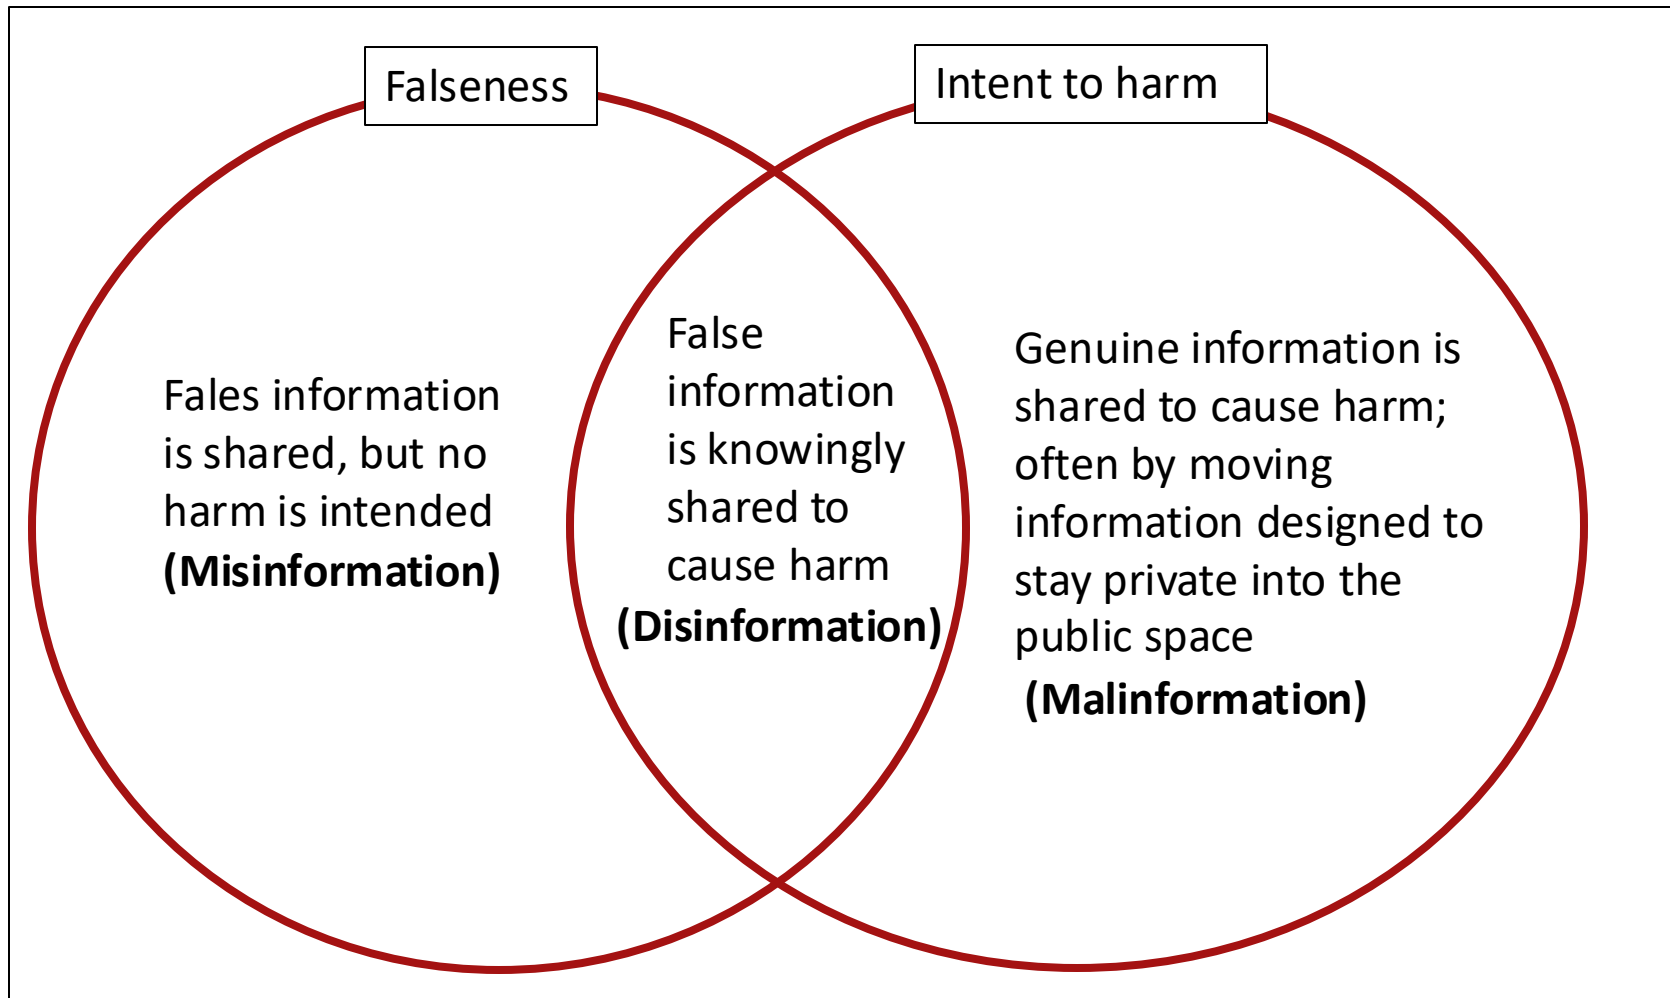 Falseness
Intent to harm
Fales information
is shared, but no
harm is intended
(Misinformation)
False
information
is knowingly
shared to
cause harm
(Disinformation)
Genuine information is
shared to cause harm;
often by moving
information designed to
stay private into the
public space
(Malinformation)